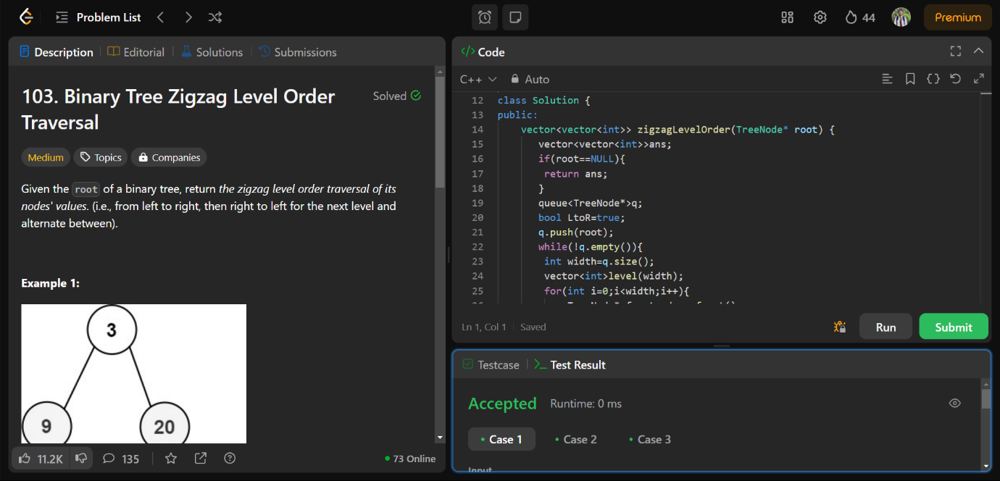 Problem List
44
Premium
Description
Editorial
Solutions
Submissions
103. Binary Tree Zigzag Level Order
Traversal
Solved
Medium
Topics
Companies
Given the root of a binary tree, return the zigzag level order traversal of its
nodes' values. (i.e., from left to right, then right to left for the next level and
alternate between).
Example 1:
3
9
20
11.2K
135
73 Online
</> Code
C++
Auto
12 class Solution {
13 public:
14 vector<vector<int>> zigzagLevelOrder(TreeNode* root) {
15 vector<vector<int>>ans;
16 if(root==NULL){
17 return ans;
18 }
19 queue<TreeNode*>q;
20 bool LtoR=true;
21 q.push(root);
22 while(!q.empty()){
23 int width=q.size();
24 vector<int>level(width);
25 for(int i=0;i<width;i++){
Ln 1, Col 1
Saved
Run
Submit
Testcase
Test Result
Accepted
Runtime: 0 ms
Case 1
Case 2
Case 3
Input